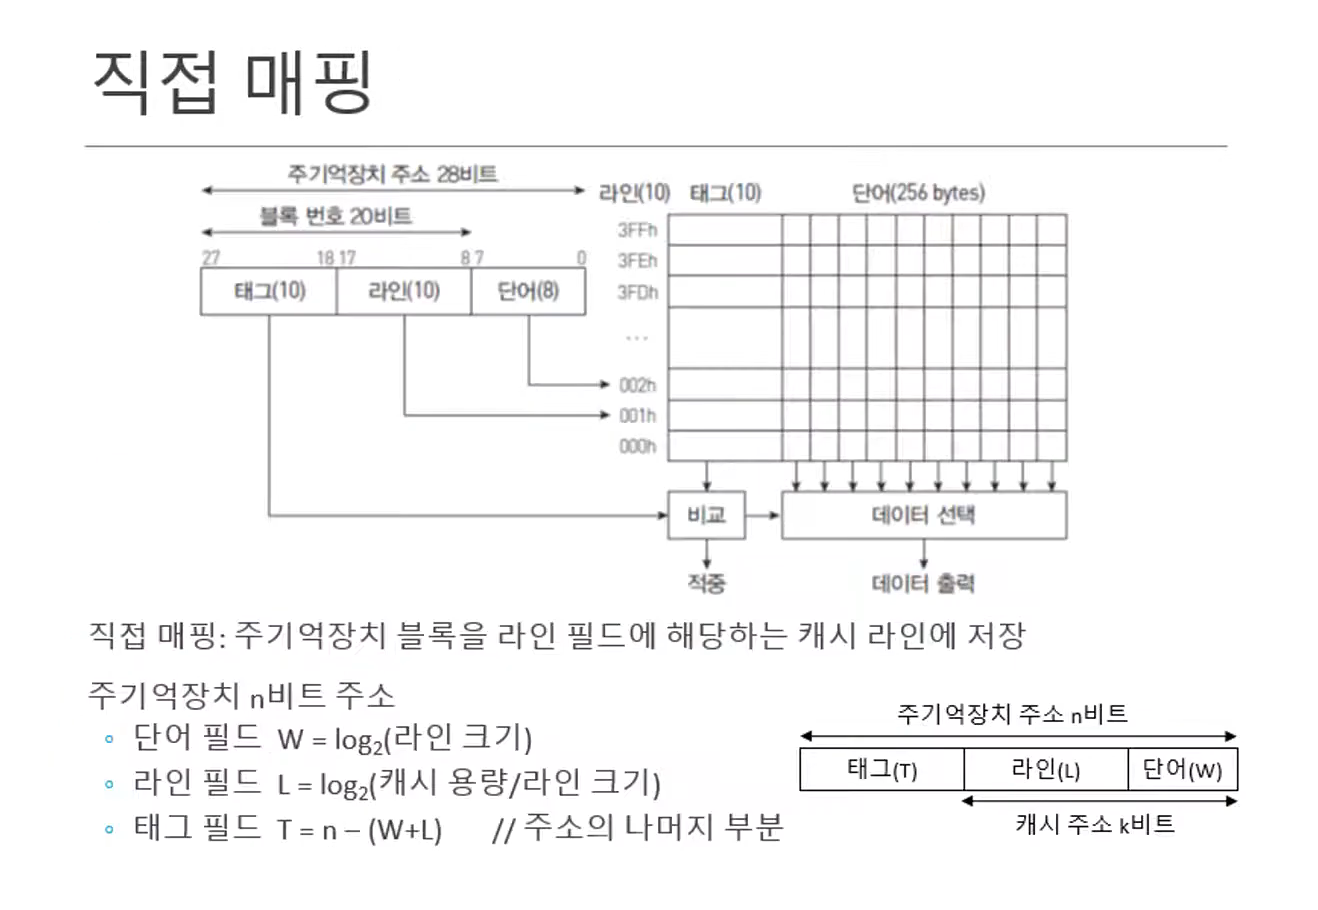 직접 매핑
주기억장치 주소 28비트
블록 번호 20비트
27 18 17 8 7 0
태그(10) 라인(10) 단어(8)
라인(10) 태그(10) 단어(256 bytes)
3FFh
3FEh
3FDh
...
002h
001h
000h
비교 데이터 선택
적중 데이터 출력
직접 매핑: 주기억장치 블록을 라인 필드에 해당하는 캐시 라인에 저장
주기억장치 n비트 주소
◦ 단어 필드 W = log₂(라인 크기)
◦ 라인 필드 L = log₂(캐시 용량/라인 크기)
◦ 태그 필드 T = n – (W+L) // 주소의 나머지 부분
주기억장치 주소 n비트
태그(T) 라인(L) 단어(W)
캐시 주소 k비트